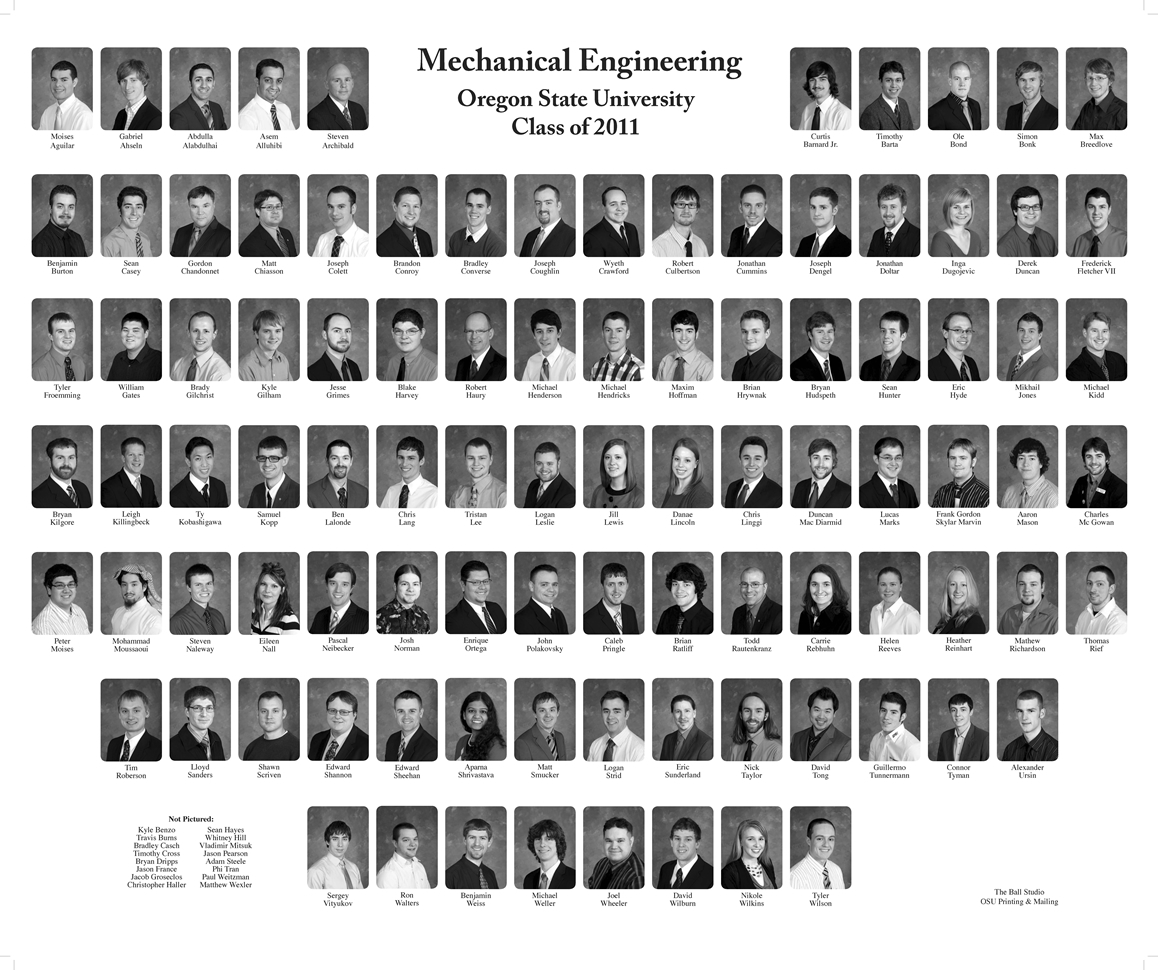 Mechanical Engineering
Oregon State University
Class of 2011
Moises
Aguilar
Gabriel
Ahseln
Abdulla
Alabdulhai
Asem
Alluhibi
Steven
Archibald
Curtis
Barnard Jr.
Timothy
Barta
Ole
Bond
Simon
Bonk
Max
Breedlove
Benjamin
Burton
Sean
Casey
Gordon
Chandonnet
Matt
Chiasson
Joseph
Colett
Brandon
Conroy
Bradley
Converse
Joseph
Coughlin
Wyeth
Crawford
Robert
Culbertson
Jonathan
Cummins
Joseph
Dengel
Jonathan
Doltar
Inga
Dugojevic
Derek
Duncan
Frederick
Fletcher VII
Tyler
Froemming
William
Gates
Brady
Gilchrist
Kyle
Gilham
Jesse
Grimes
Blake
Harvey
Robert
Haury
Michael
Henderson
Michael
Hendricks
Maxim
Hoffman
Brian
Hrywnak
Bryan
Hudspeth
Sean
Hunter
Eric
Hyde
Mikhail
Jones
Michael
Kidd
Bryan
Kilgore
Leigh
Killingbeck
Ty
Kobashigawa
Samuel
Kopp
Ben
Lalonde
Chris
Lang
Tristan
Lee
Logan
Leslie
Jill
Lewis
Danae
Lincoln
Chris
Linggi
Duncan
Mac Diarmid
Lucas
Marks
Frank Gordon
Skylar Marvin
Aaron
Mason
Charles
Mc Gowan
Peter
Moises
Mohammad
Moussaoui
Steven
Naleway
Eileen
Nall
Pascal
Neibecker
Josh
Norman
Enrique
Ortega
John
Polakovsky
Caleb
Pringle
Brian
Ratliff
Todd
Rautenkranz
Carrie
Rebhuhn
Helen
Reeves
Heather
Reinhart
Mathew
Richardson
Thomas
Rief
Tim
Roberson
Lloyd
Sanders
Shawn
Scriven
Edward
Shannon
Edward
Sheehan
Aparna
Shrivastava
Matt
Smucker
Logan
Strid
Eric
Sunderland
Nick
Taylor
David
Tong
Guillermo
Tunnermann
Connor
Tyman
Alexander
Ursin
Not Pictured:
Kyle Benzo
Travis Burns
Bradley Casch
Timothy Cross
Bryan Dripps
Jason France
Jacob Groseclos
Christopher Haller
Sean Hayes
Whitney Hill
Vladimir Mitsuk
Jason Pearson
Adam Steele
Phi Tran
Paul Weitzman
Matthew Wexler
Sergey
Vityukov
Ron
Walters
Benjamin
Weiss
Michael
Weller
Joel
Wheeler
David
Wilburn
Nikole
Wilkins
Tyler
Wilson
The Ball Studio
OSU Printing & Mailing